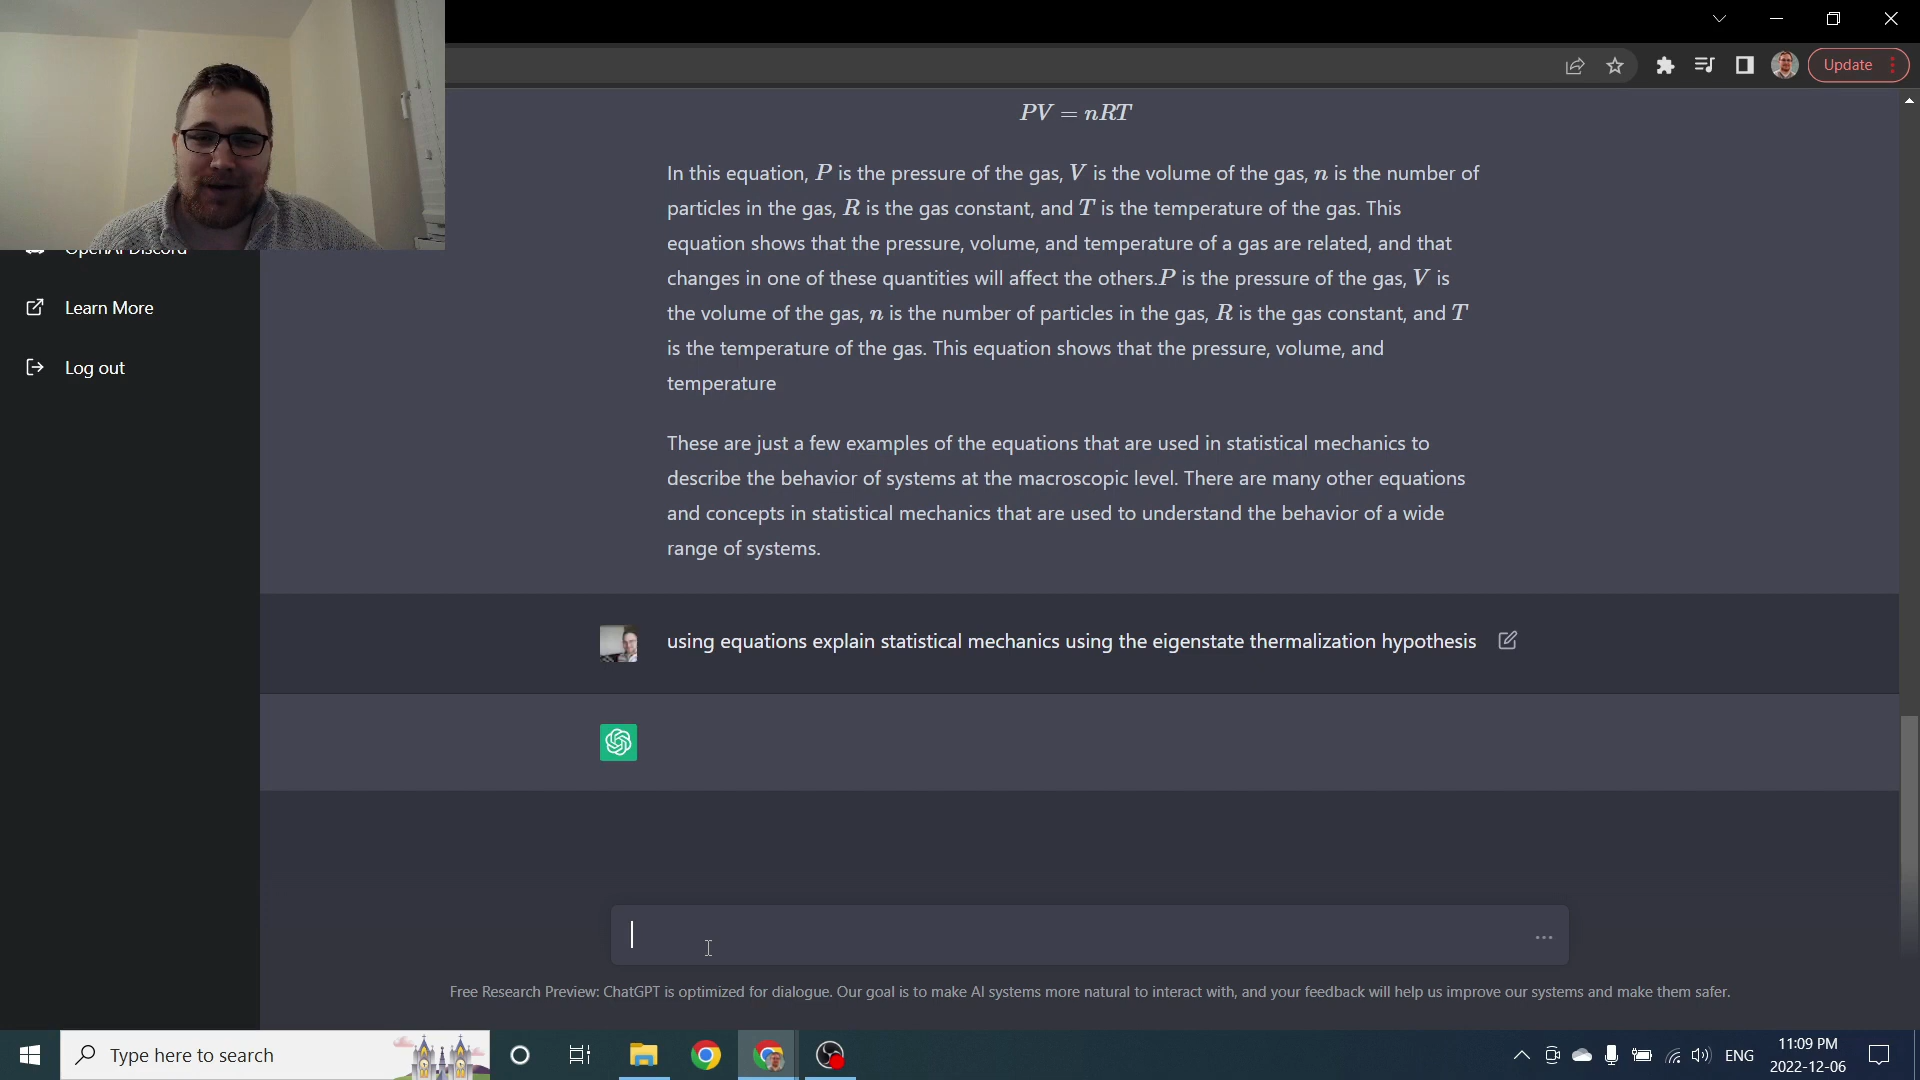 Update
PV = nRT
In this equation, P is the pressure of the gas, V is the volume of the gas, n is the number of
particles in the gas, R is the gas constant, and T is the temperature of the gas. This
equation shows that the pressure, volume, and temperature of a gas are related, and that
changes in one of these quantities will affect the others.P is the pressure of the gas, V is
the volume of the gas, n is the number of particles in the gas, R is the gas constant, and T
is the temperature of the gas. This equation shows that the pressure, volume, and
temperature
These are just a few examples of the equations that are used in statistical mechanics to
describe the behavior of systems at the macroscopic level. There are many other equations
and concepts in statistical mechanics that are used to understand the behavior of a wide
range of systems.
OpenAI Discord
Learn More
Log out
using equations explain statistical mechanics using the eigenstate thermalization hypothesis
Free Research Preview: ChatGPT is optimized for dialogue. Our goal is to make AI systems more natural to interact with, and your feedback will help us improve our systems and make them safer.
Type here to search
ENG
11:09 PM
2022-12-06